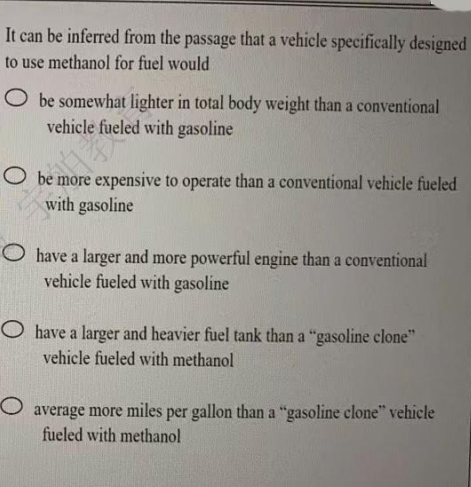 It can be inferred from the passage that a vehicle specifically designed
to use methanol for fuel would
be somewhat lighter in total body weight than a conventional
vehicle fueled with gasoline
be more expensive to operate than a conventional vehicle fueled
with gasoline
have a larger and more powerful engine than a conventional
vehicle fueled with gasoline
have a larger and heavier fuel tank than a “gasoline clone”
vehicle fueled with methanol
average more miles per gallon than a “gasoline clone” vehicle
fueled with methanol